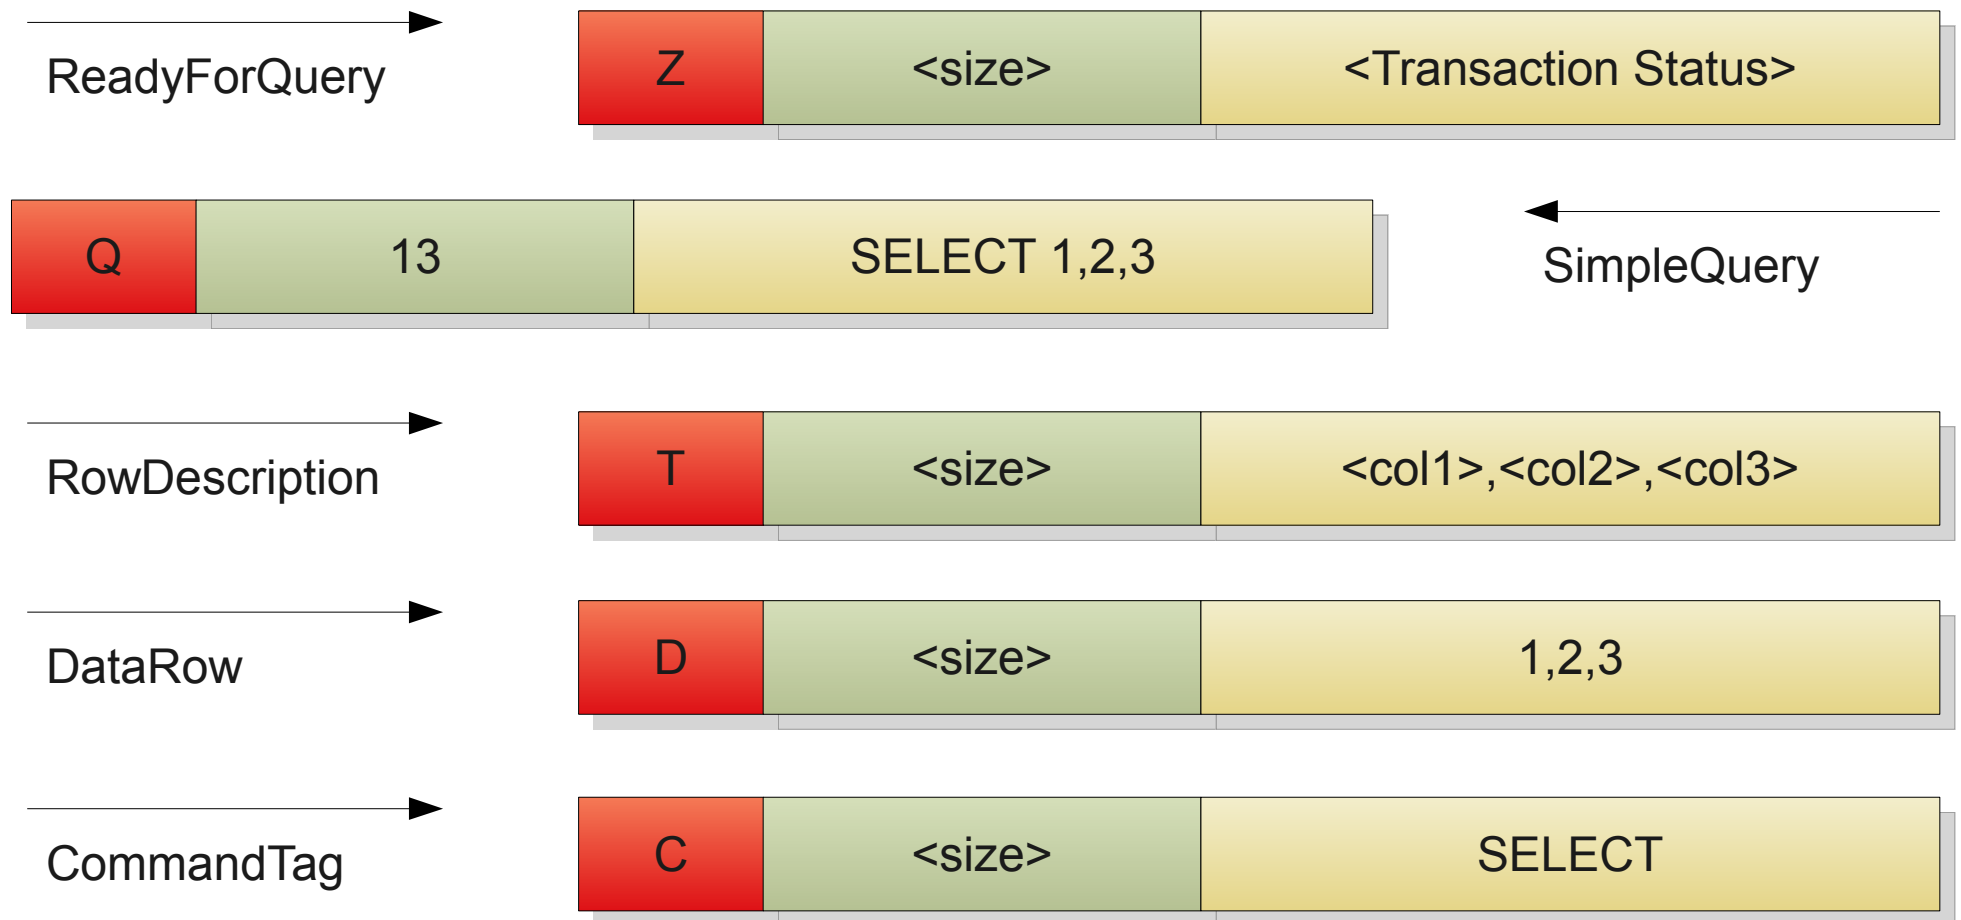 ReadyForQuery
Z <size> <Transaction Status>
Q 13 SELECT 1,2,3
SimpleQuery
RowDescription
T <size> <col1>,<col2>,<col3>
DataRow
D <size> 1,2,3
CommandTag
C <size> SELECT